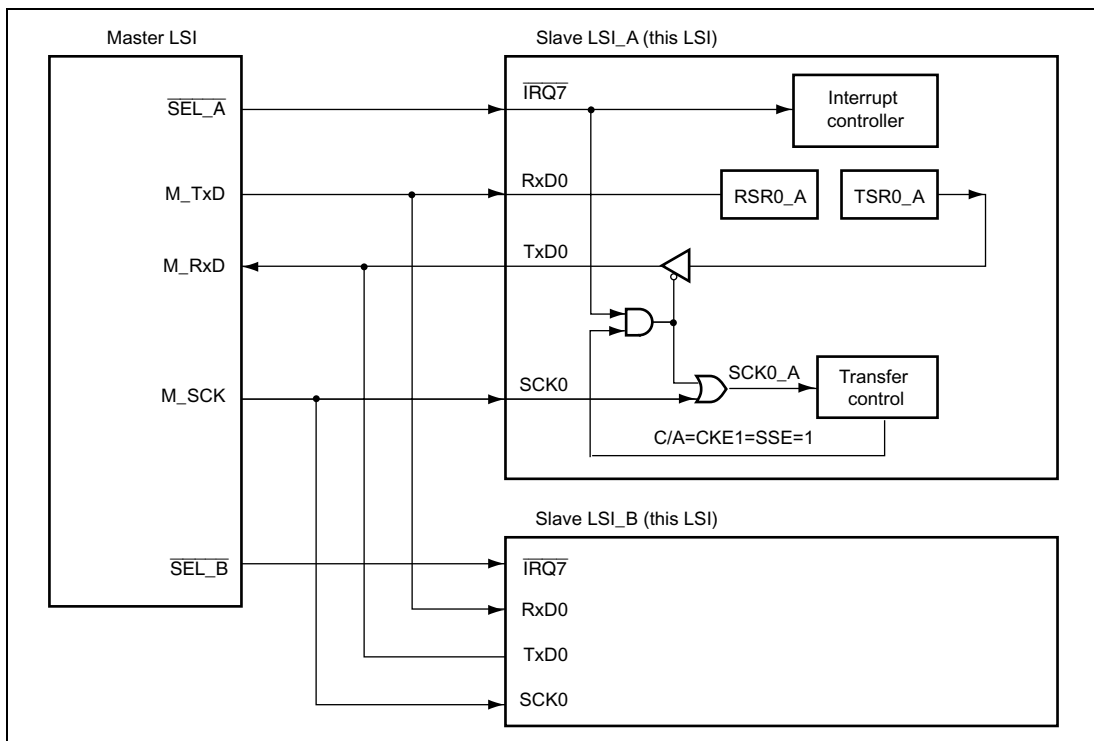 Master LSI
SEL_A
M_TxD
M_RxD
M_SCK
SEL_B
Slave LSI_A (this LSI)
IRQ7
Interrupt
controller
RxD0
RSR0_A
TSR0_A
TxD0
SCK0
SCK0_A
Transfer
control
C/A=CKE1=SSE=1
Slave LSI_B (this LSI)
IRQ7
RxD0
TxD0
SCK0